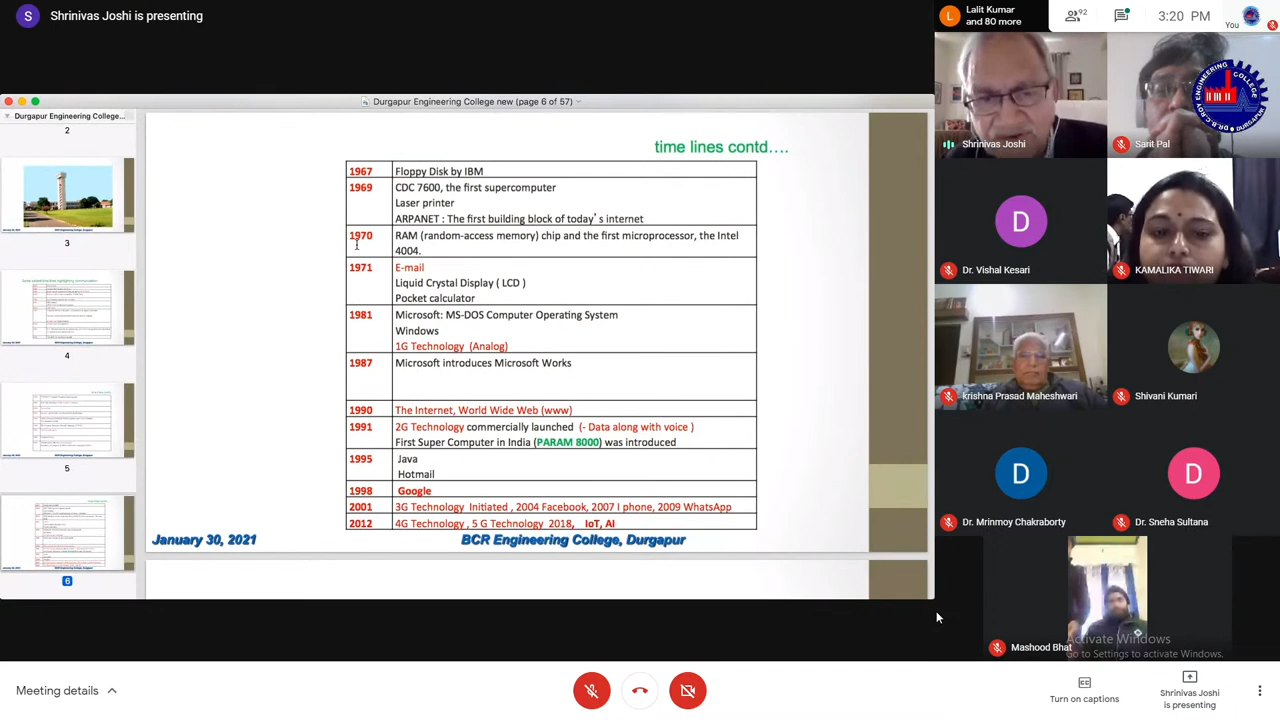 S Shrinivas Joshi is presenting
L Lalit Kumar
and 80 more
92
3:20 PM
You
Durgapur Engineering College new (page 6 of 57)
Durgapur Engineering College...
2
3
4
5
6
time lines contd....
1967 Floppy Disk by IBM
1969 CDC 7600, the first supercomputer
Laser printer
ARPANET : The first building block of today's internet
1970 RAM (random-access memory) chip and the first microprocessor, the Intel
4004.
1971 E-mail
Liquid Crystal Display ( LCD )
Pocket calculator
1981 Microsoft: MS-DOS Computer Operating System
Windows
1G Technology (Analog)
1987 Microsoft introduces Microsoft Works
1990 The Internet, World Wide Web (www)
1991 2G Technology commercially launched (- Data along with voice )
First Super Computer in India (PARAM 8000) was introduced
1995 Java
Hotmail
1998 Google
2001 3G Technology Initiated , 2004 Facebook, 2007 I phone, 2009 WhatsApp
2012 4G Technology , 5 G Technology 2018, IoT, AI
January 30, 2021 BCR Engineering College, Durgapur
Shrinivas Joshi
Sarit Pal
DR. B.C. ROY ENGINEERING COLLEGE DURGAPUR
D
Dr. Vishal Kesari
KAMALIKA TIWARI
krishna Prasad Maheshwari
Shivani Kumari
D
Dr. Mrinmoy Chakraborty
D
Dr. Sneha Sultana
Mashood Bhat
Activate Windows
Go to Settings to activate Windows.
Meeting details
CC
Turn on captions
Shrinivas Joshi
is presenting